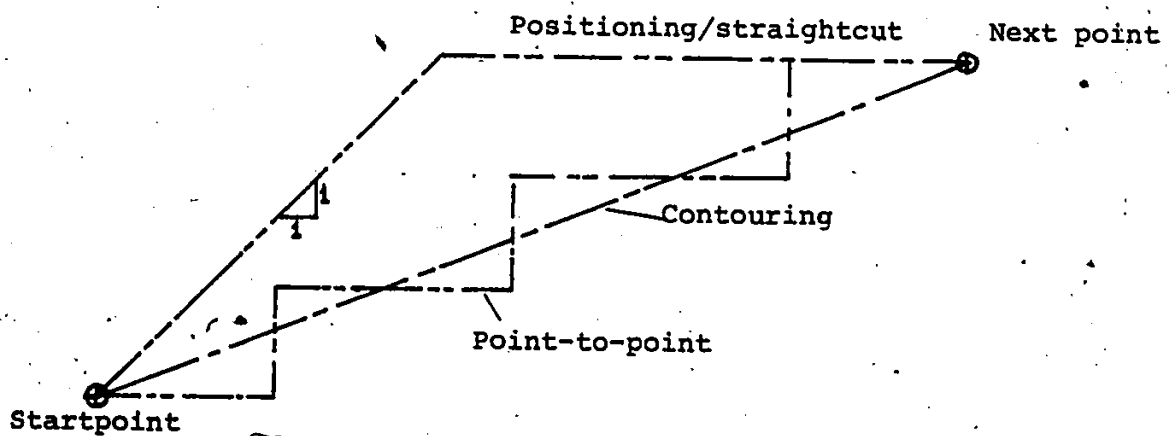 Positioning/straightcut
Next point
1
1
Contouring
Point-to-point
Startpoint